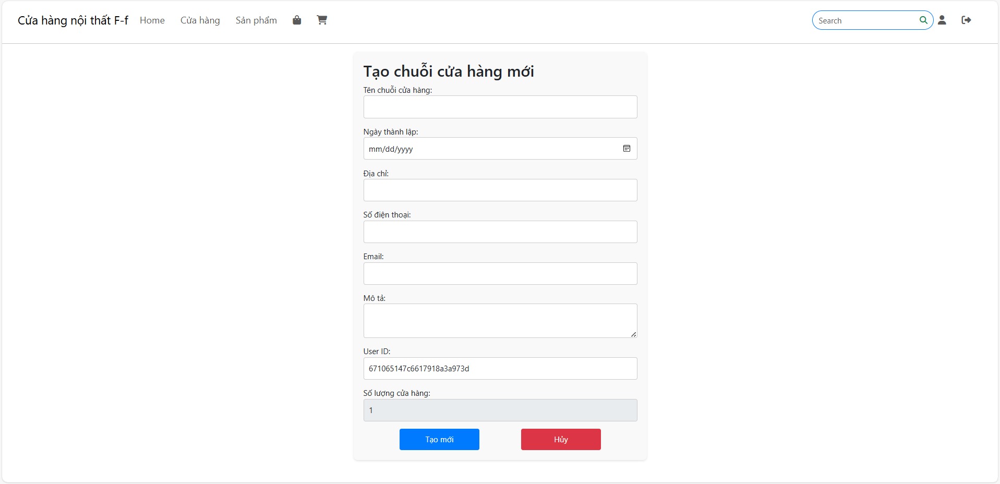 Cửa hàng nội thất F-f Home Cửa hàng Sản phẩm Search
Tạo chuỗi cửa hàng mới
Tên chuỗi cửa hàng:
Ngày thành lập:
mm/dd/yyyy
Địa chỉ:
Số điện thoại:
Email:
Mô tả:
User ID:
671065147c6617918a3a973d
Số lượng cửa hàng:
1
Tạo mới Hủy